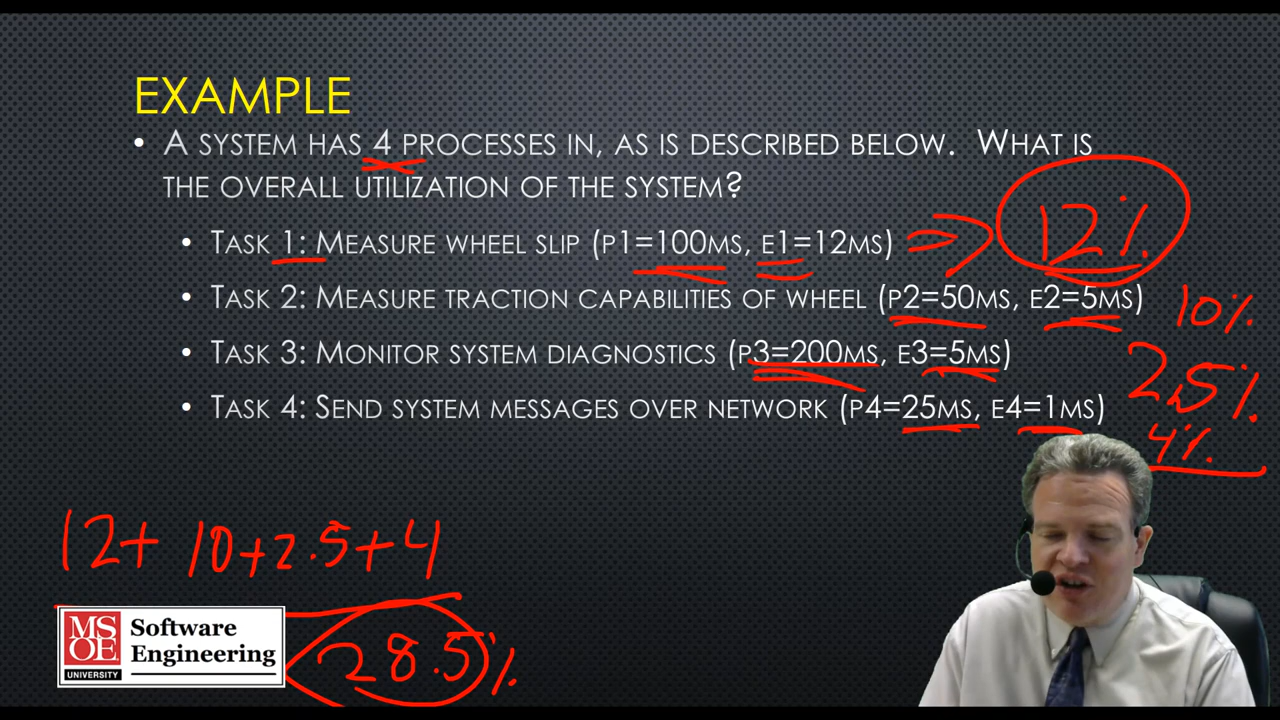 EXAMPLE
• A SYSTEM HAS 4 PROCESSES IN, AS IS DESCRIBED BELOW. WHAT IS
THE OVERALL UTILIZATION OF THE SYSTEM?
• TASK 1: MEASURE WHEEL SLIP (P1=100MS, E1=12MS)
12%
• TASK 2: MEASURE TRACTION CAPABILITIES OF WHEEL (P2=50MS, E2=5MS)
10%
• TASK 3: MONITOR SYSTEM DIAGNOSTICS (P3=200MS, E3=5MS)
2.5%
• TASK 4: SEND SYSTEM MESSAGES OVER NETWORK (P4=25MS, E4=1MS)
4%
12+ 10+2.5+4
28.5%
MS
OE
UNIVERSITY
Software
Engineering